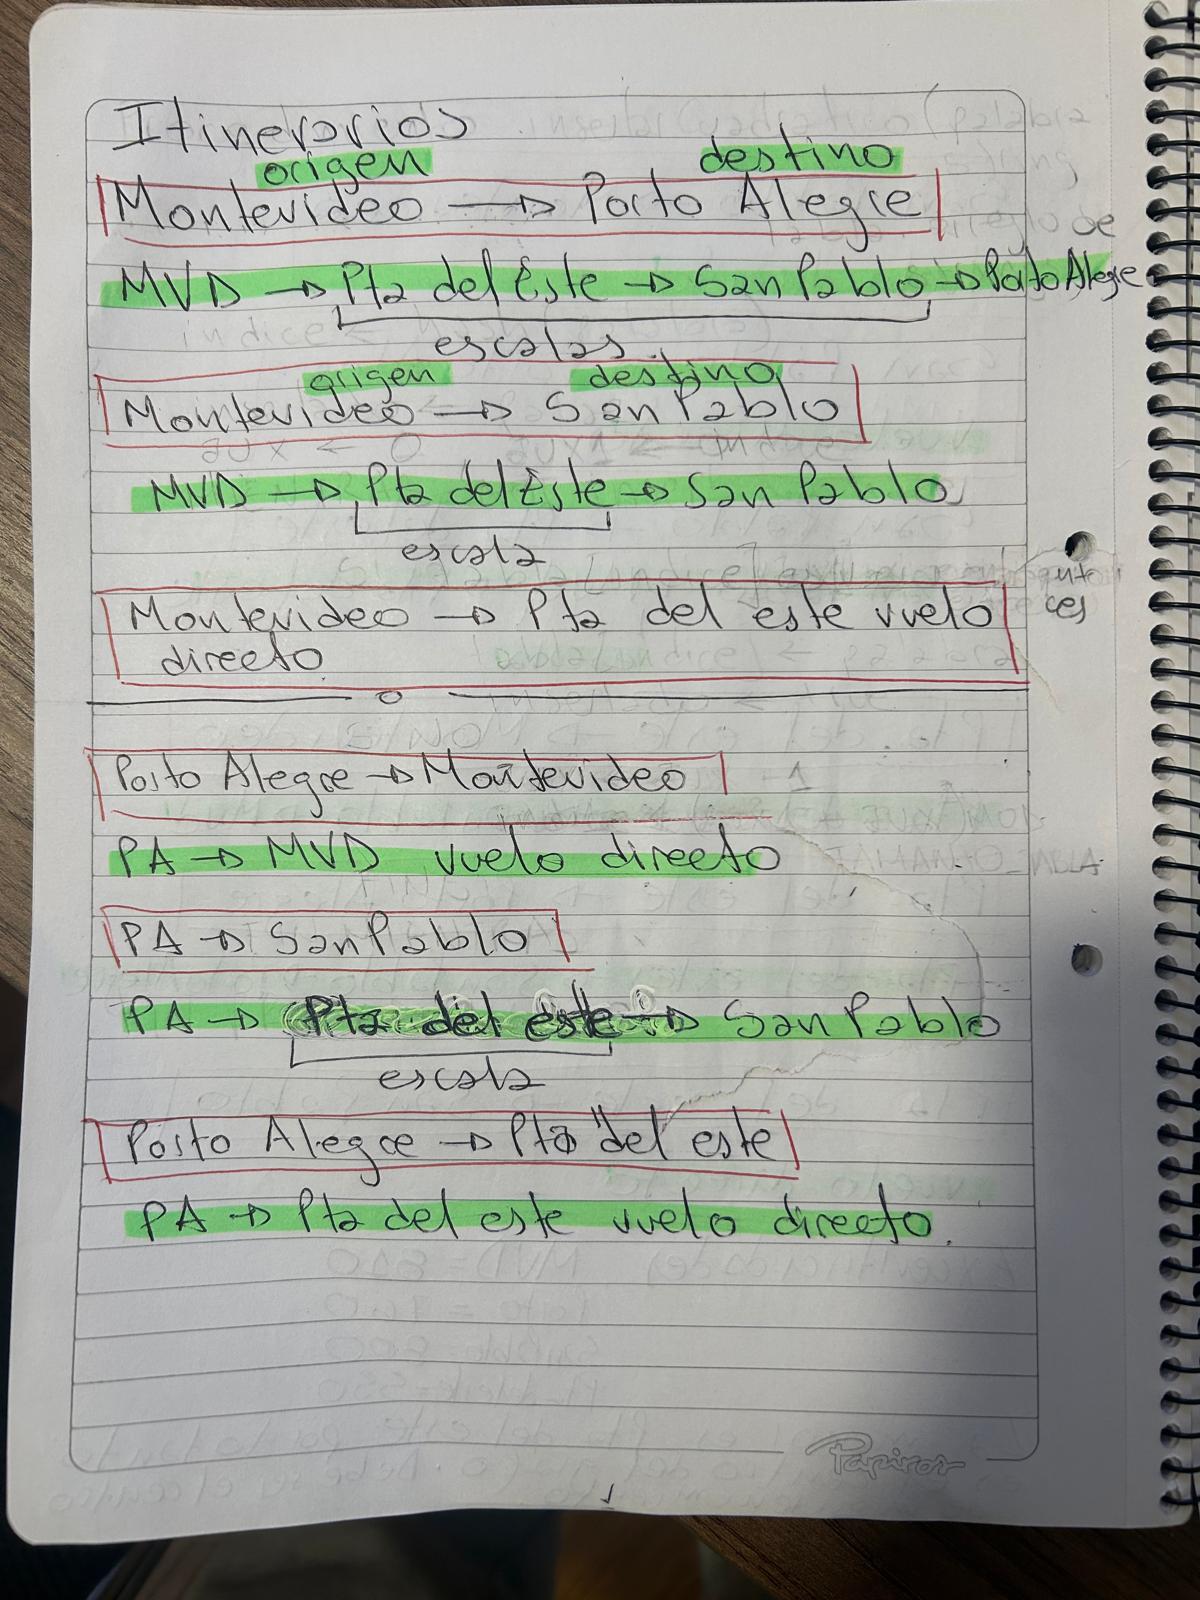 Itinerarios
origen destino
Montevideo → Porto Alegre
MVD → Pta del Este → San Pablo → Porto Alegre
escalas
origen destino
Montevideo → San Pablo
MVD → Pta del Este → San Pablo
escala
Montevideo → Pta del este vuelo
directo
Porto Alegre → Montevideo
PA → MVD vuelo directo
PA → San Pablo
PA → Pta del este → San Pablo
escala
Porto Alegre → Pta del este
PA → Pta del este vuelo directo.
Papiros